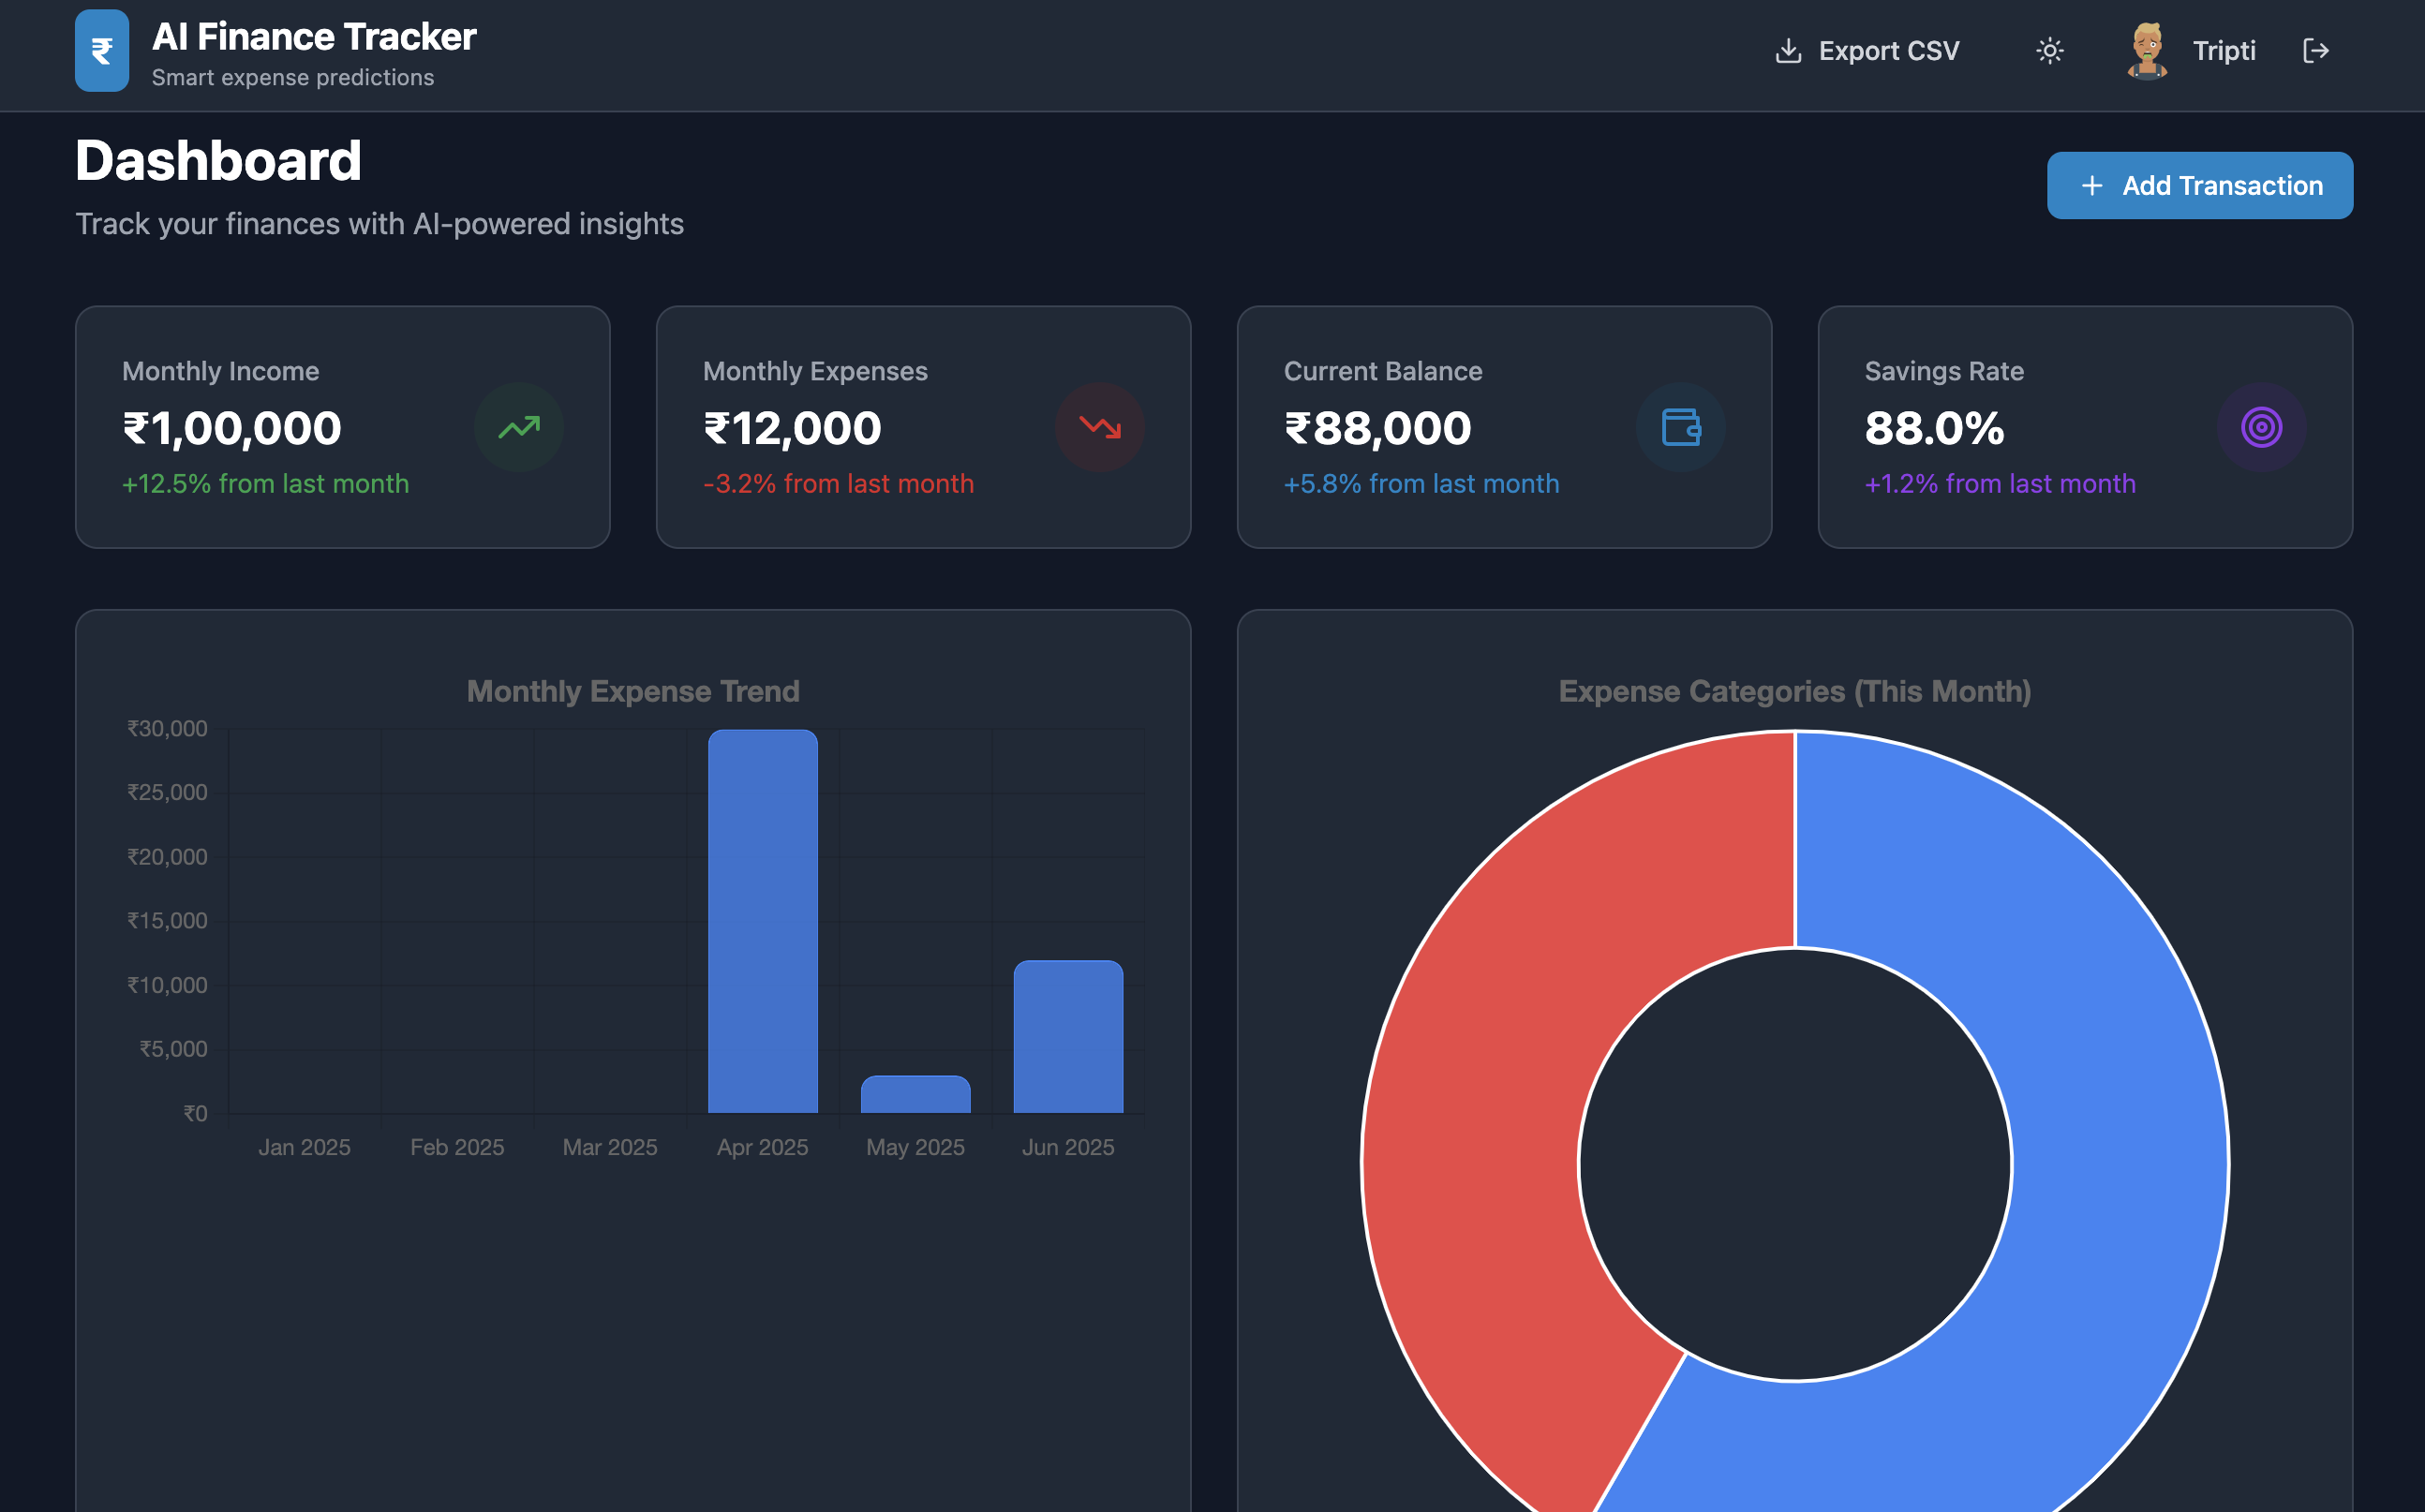 ₹
AI Finance Tracker
Smart expense predictions
Export CSV
Tripti
Dashboard
Track your finances with AI-powered insights
+ Add Transaction
Monthly Income
₹1,00,000
+12.5% from last month
Monthly Expenses
₹12,000
-3.2% from last month
Current Balance
₹88,000
+5.8% from last month
Savings Rate
88.0%
+1.2% from last month
Monthly Expense Trend
₹30,000
₹25,000
₹20,000
₹15,000
₹10,000
₹5,000
₹0
Jan 2025 Feb 2025 Mar 2025 Apr 2025 May 2025 Jun 2025
Expense Categories (This Month)